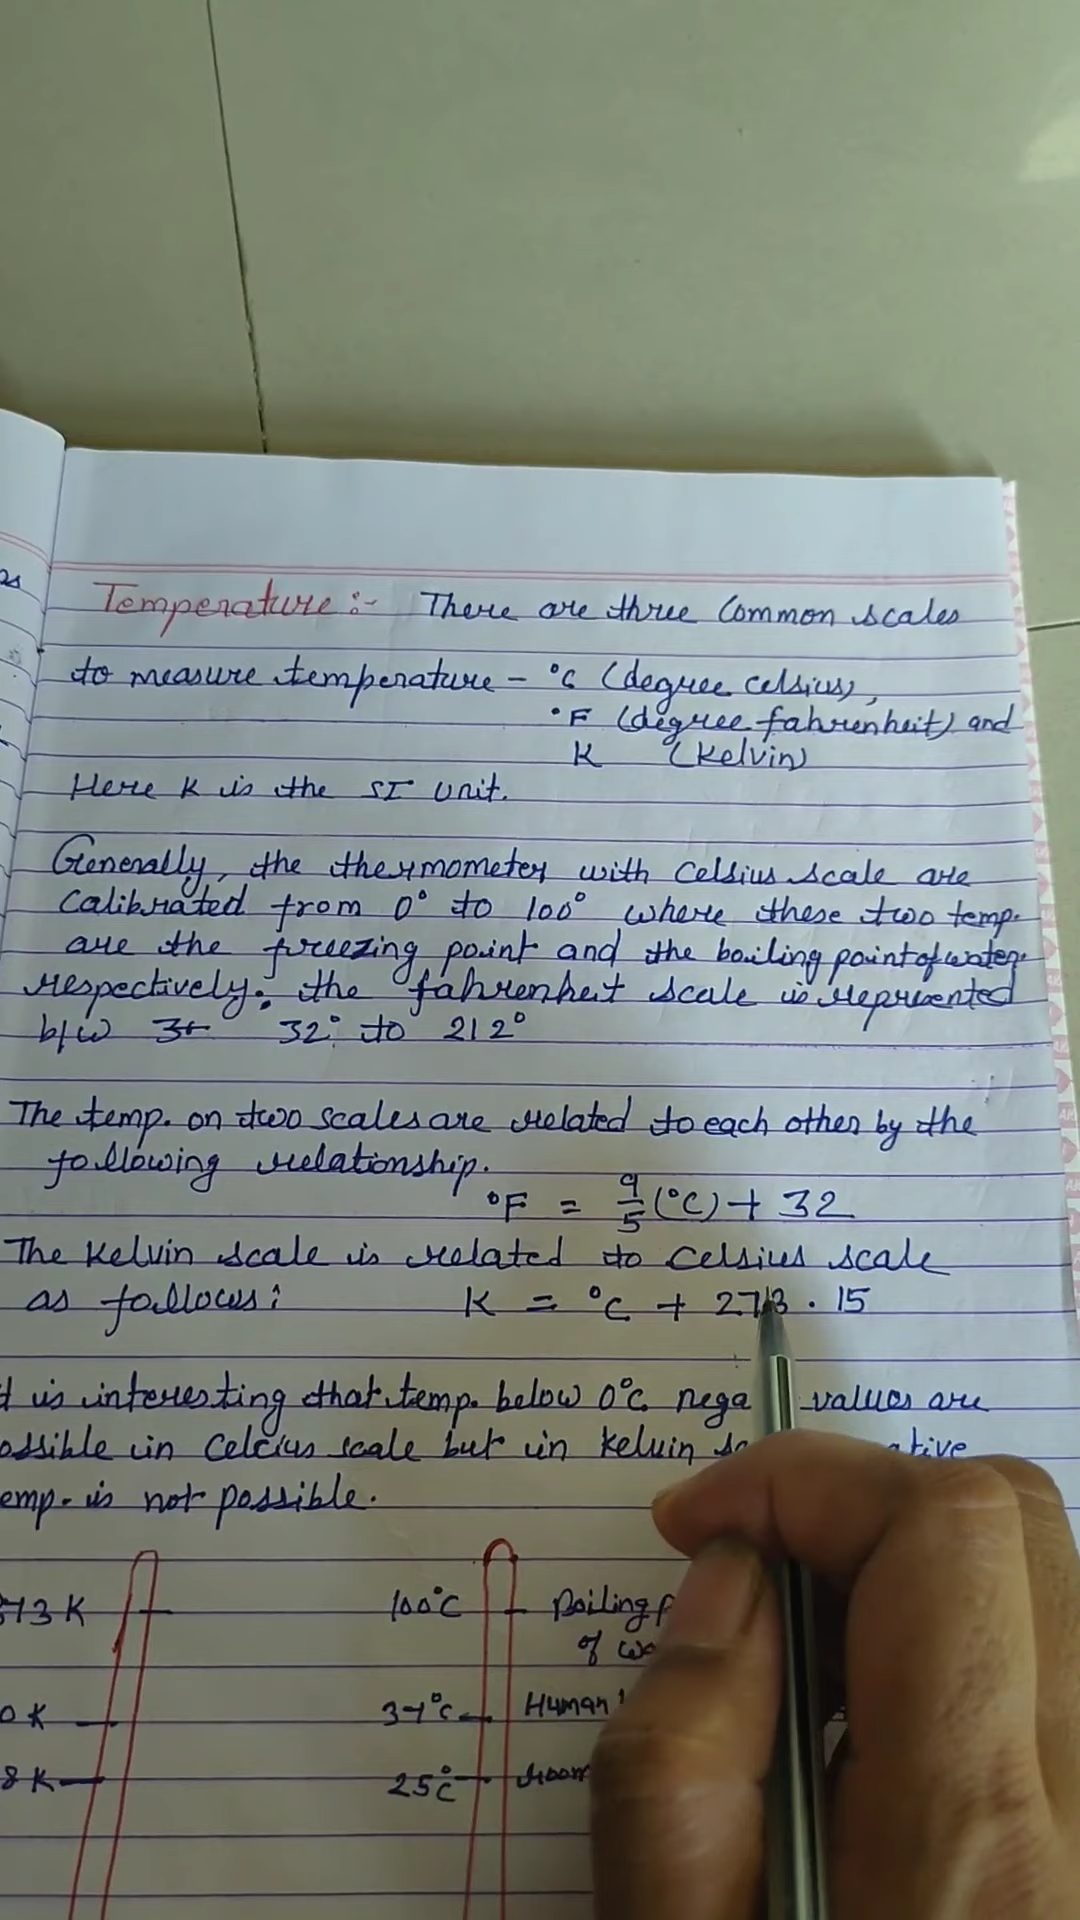 Temperature :- There are three Common scales
to measure temperature - °C (degree celsius),
°F (degree fahrenheit) and
K (Kelvin)
Here K is the SI unit.
Generally, the thermometer with Celsius scale are
Calibrated from 0° to 100° where these two temp.
are the freezing point and the boiling point of water
respectively. the fahrenheit scale is represented
b/w 32° to 212°
The temp. on two scales are related to each other by the
following relationship.
°F = 9/5 (°C) + 32
The Kelvin scale is related to Celsius scale
as follows: K = °C + 273.15
is interesting that temp. below 0°C values are
in Celcius scale but in kelvin
is not possible.
100°C Boiling
of
37°C Human
25°C